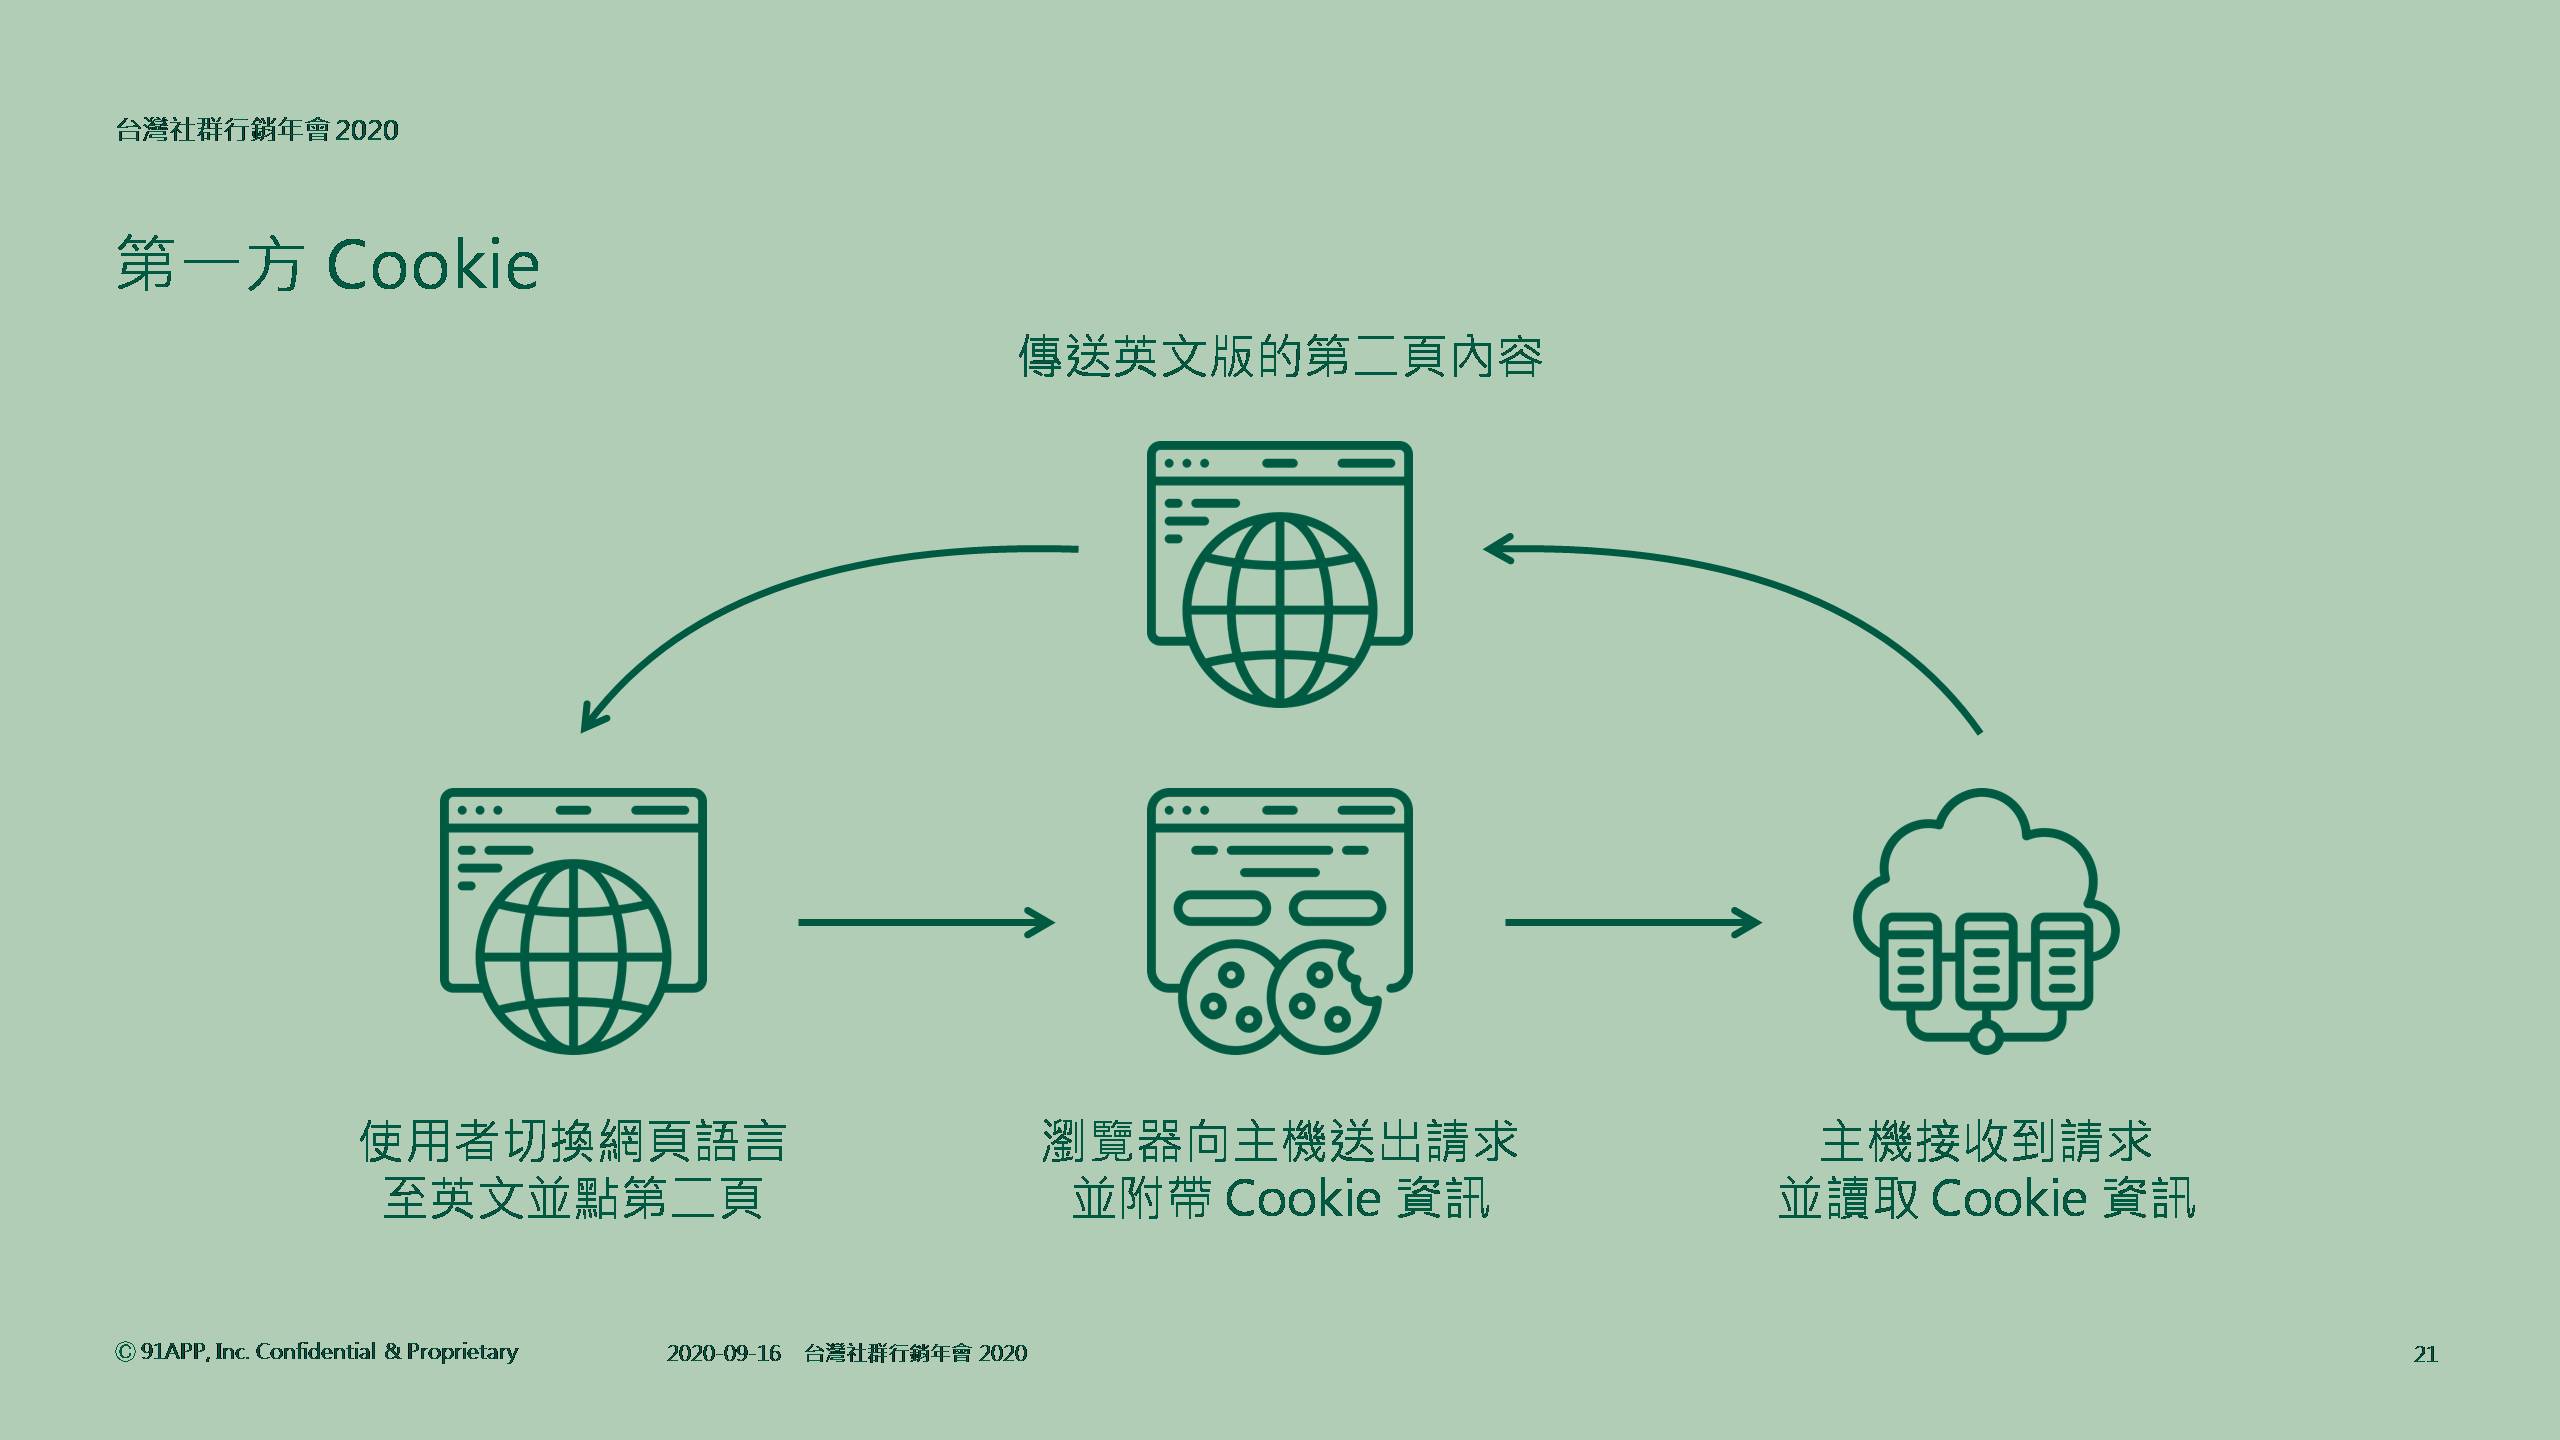 台灣社群行銷年會 2020
第一方 Cookie
傳送英文版的第二頁內容
使用者切換網頁語言
至英文並點第二頁
瀏覽器向主機送出請求
並附帶 Cookie 資訊
主機接收到請求
並讀取 Cookie 資訊
© 91APP, Inc. Confidential & Proprietary
2020-09-16 台灣社群行銷年會 2020
21